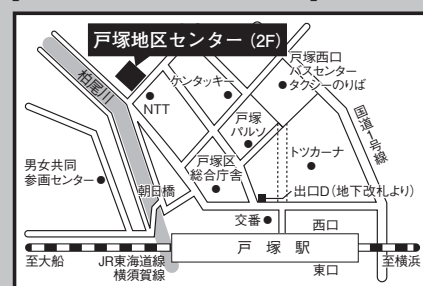 戸塚地区センター (2F)
柏尾川
ケンタッキー
戸塚西口
バスセンター
タクシーのりば
NTT
戸塚
パルソ
国道1号線
男女共同
参画センター
朝日橋
戸塚区
総合庁舎
トツカーナ
出口D(地下改札より)
交番
西口
戸塚駅
至大船
JR東海道線
横須賀線
東口
至横浜